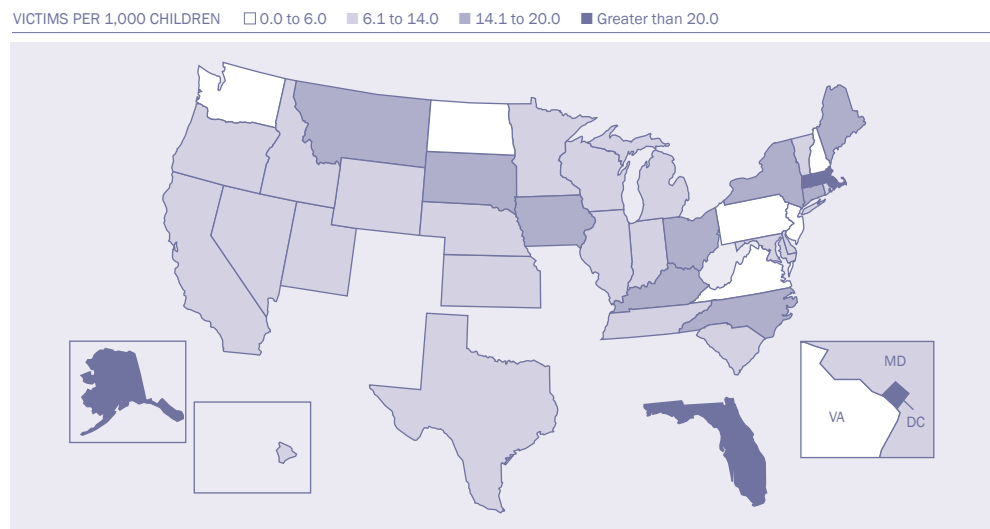 VICTIMS PER 1,000 CHILDREN 0.0 to 6.0 6.1 to 14.0 14.1 to 20.0 Greater than 20.0
MD
VA
DC